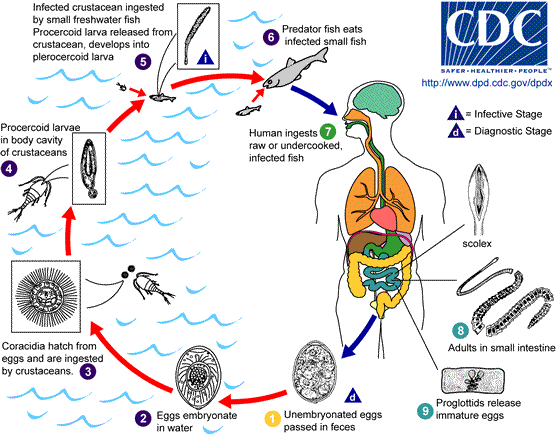 Infected crustacean ingested
by small freshwater fish
Procercoid larva released from
crustacean, develops into
plerocercoid larva
5
i
6 Predator fish eats
infected small fish
CDC
SAFER • HEALTHIER • PEOPLE™
http://www.dpd.cdc.gov/dpdx
i = Infective Stage
d = Diagnostic Stage
Human ingests 7
raw or undercooked,
infected fish
Procercoid larvae
in body cavity
of crustaceans
4
scolex
Coracidia hatch from
eggs and are ingested
by crustaceans. 3
8
Adults in small intestine
9 Proglottids release
immature eggs
2 Eggs embryonate
in water
d
1 Unembryonated eggs
passed in feces